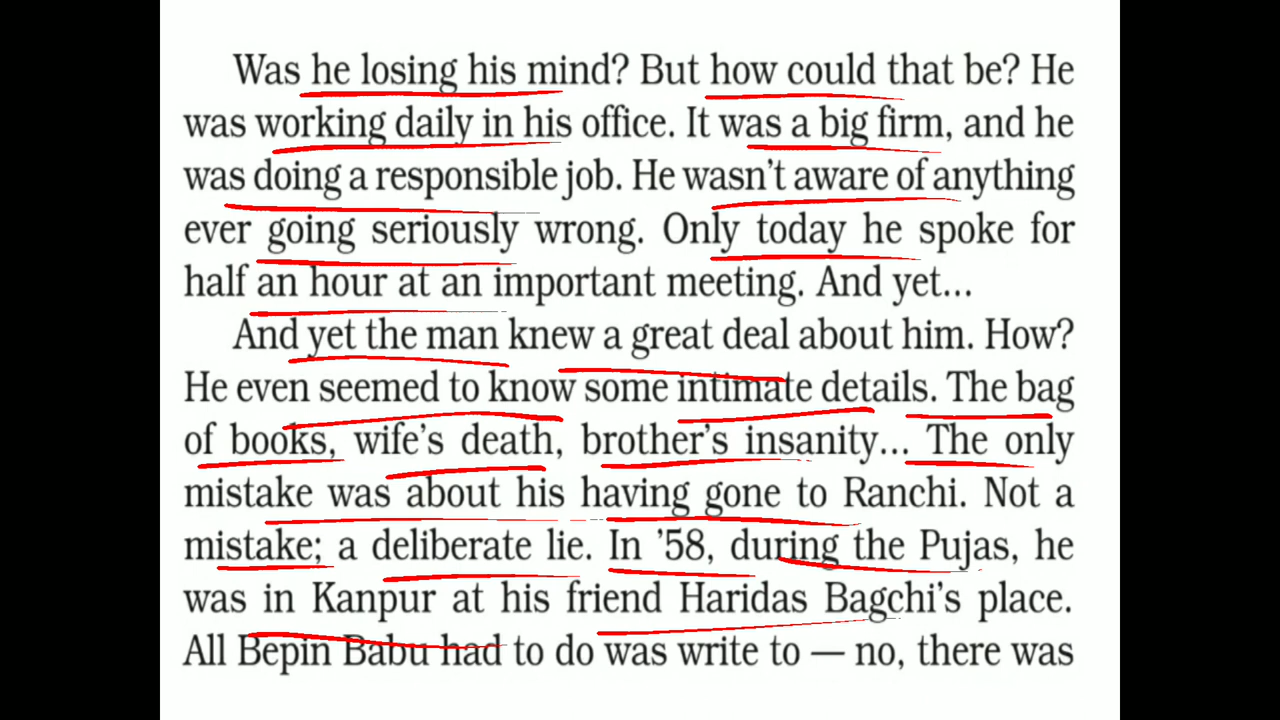 Was he losing his mind? But how could that be? He
was working daily in his office. It was a big firm, and he
was doing a responsible job. He wasn't aware of anything
ever going seriously wrong. Only today he spoke for
half an hour at an important meeting. And yet...
And yet the man knew a great deal about him. How?
He even seemed to know some intimate details. The bag
of books, wife's death, brother's insanity... The only
mistake was about his having gone to Ranchi. Not a
mistake; a deliberate lie. In '58, during the Pujas, he
was in Kanpur at his friend Haridas Bagchi's place.
All Bepin Babu had to do was write to — no, there was